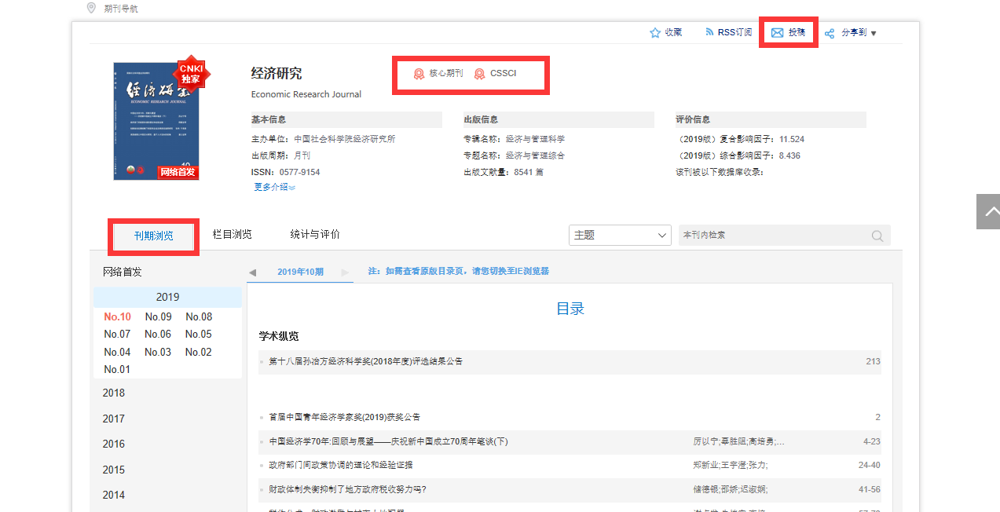 期刊导航
收藏 RSS订阅 投稿 分享到
CNKI
独家
经济研究
ECONOMIC RESEARCH JOURNAL
10
网络首发
经济研究 核心期刊 CSSCI
Economic Research Journal
基本信息 出版信息 评价信息
主办单位：中国社会科学院经济研究所 专辑名称：经济与管理科学 （2019版）复合影响因子：11.524
出版周期：月刊 专题名称：经济与管理综合 （2019版）综合影响因子：8.436
ISSN：0577-9154 出版文献量：8541 篇 该刊被以下数据库收录：
更多介绍
刊期浏览 栏目浏览 统计与评价 主题 本刊内检索
网络首发 2019年10期 注：如需查看原版目录页，请您切换至IE浏览器
2019
No.10 No.09 No.08
No.07 No.06 No.05
No.04 No.03 No.02
No.01
2018
2017
2016
2015
2014
目录
学术纵览
第十八届孙冶方经济科学奖(2018年度)评选结果公告 213
首届中国青年经济学家奖(2019)获奖公告 2
中国经济学70年:回顾与展望——庆祝新中国成立70周年笔谈(下) 厉以宁;辜胜阻;高培勇;... 4-23
政府部门间政策协调的理论和经验证据 郑新业;王宇澄;张力; 24-40
财政体制失衡抑制了地方政府税收努力吗? 储德银;邵娇;迟淑娴; 41-56